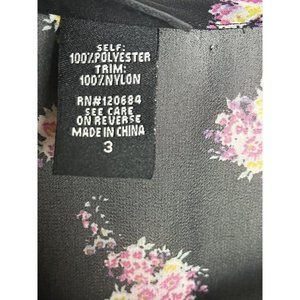 SELF:
100%POLYESTER
TRIM:
100%NYLON
RN#120684
SEE CARE
ON REVERSE
MADE IN CHINA
3